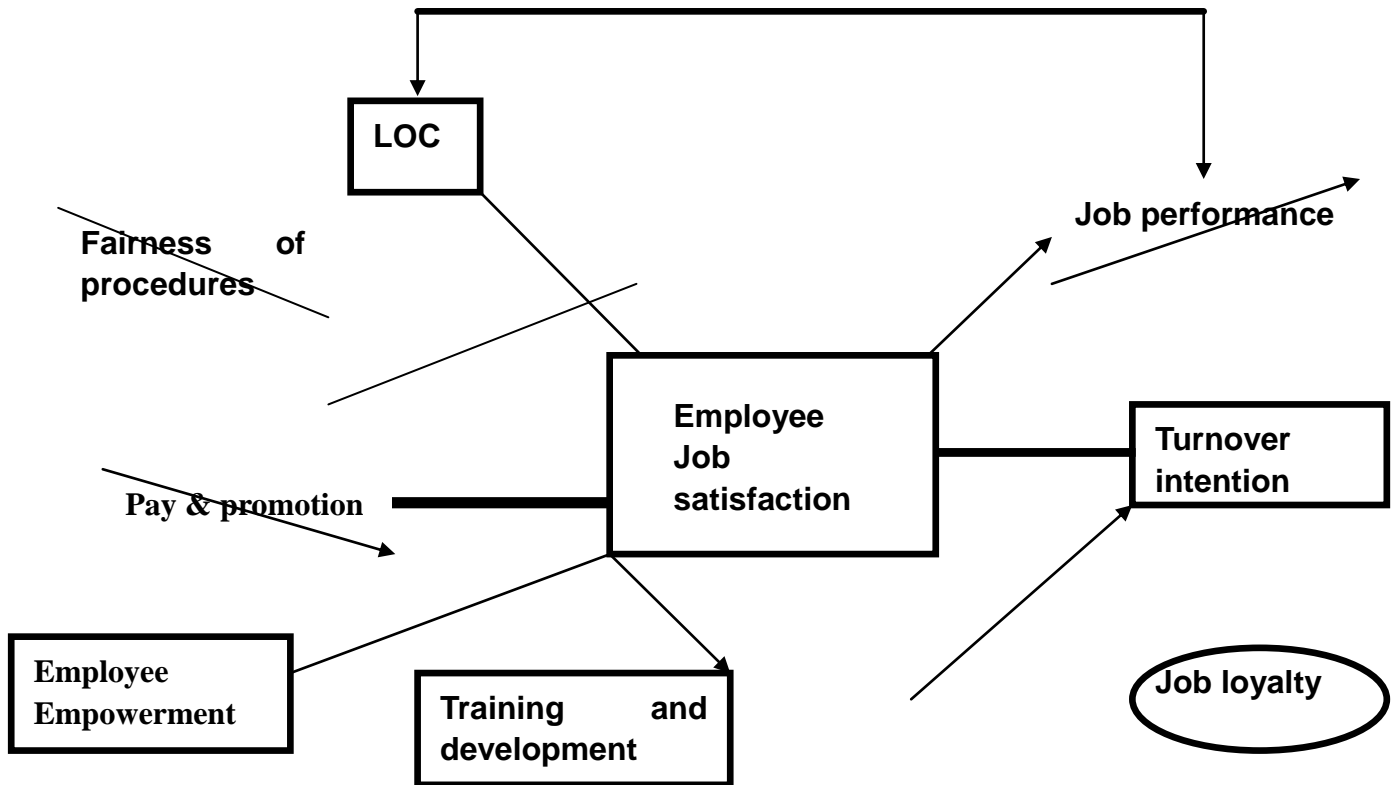 LOC
Fairness of
procedures
Job performance
Employee
Job
satisfaction
Turnover
intention
Pay & promotion
Employee
Empowerment
Training and
development
Job loyalty